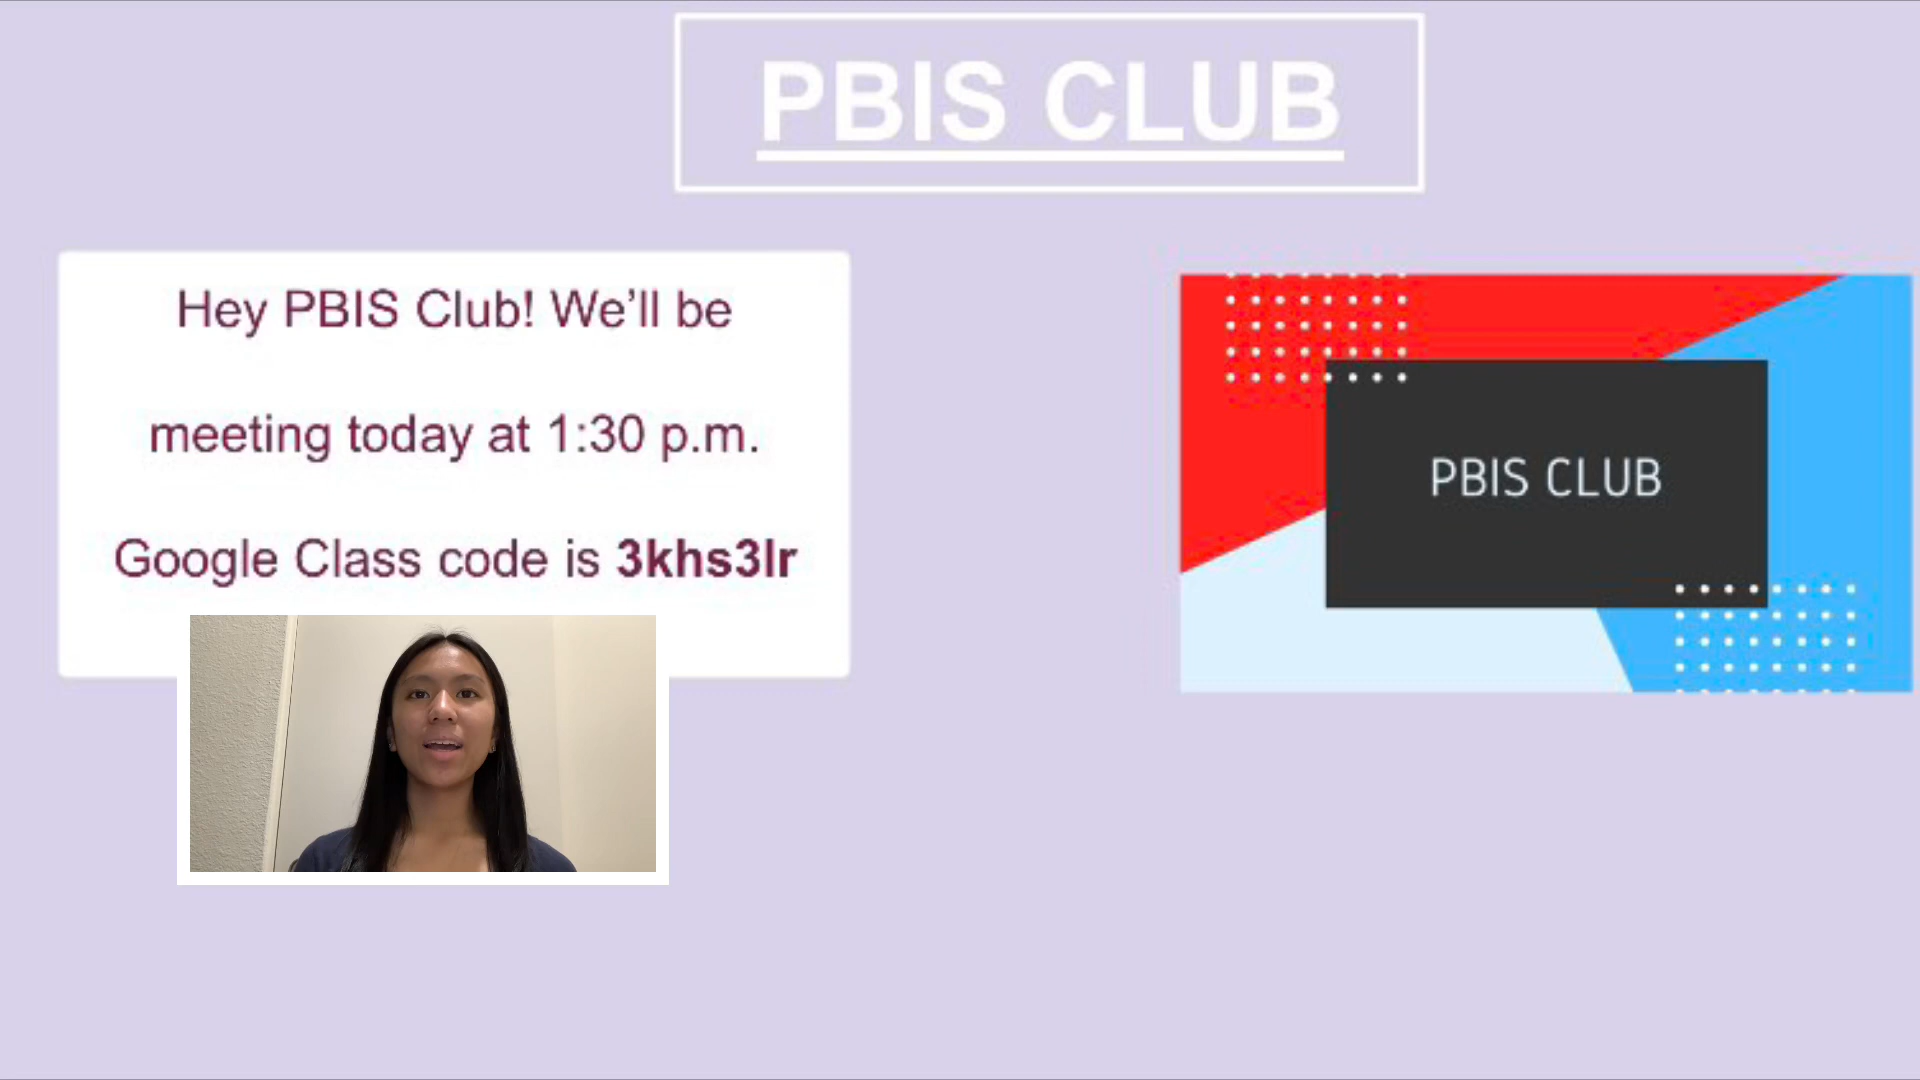 PBIS CLUB
Hey PBIS Club! We’ll be
meeting today at 1:30 p.m.
Google Class code is 3khs3lr
PBIS CLUB